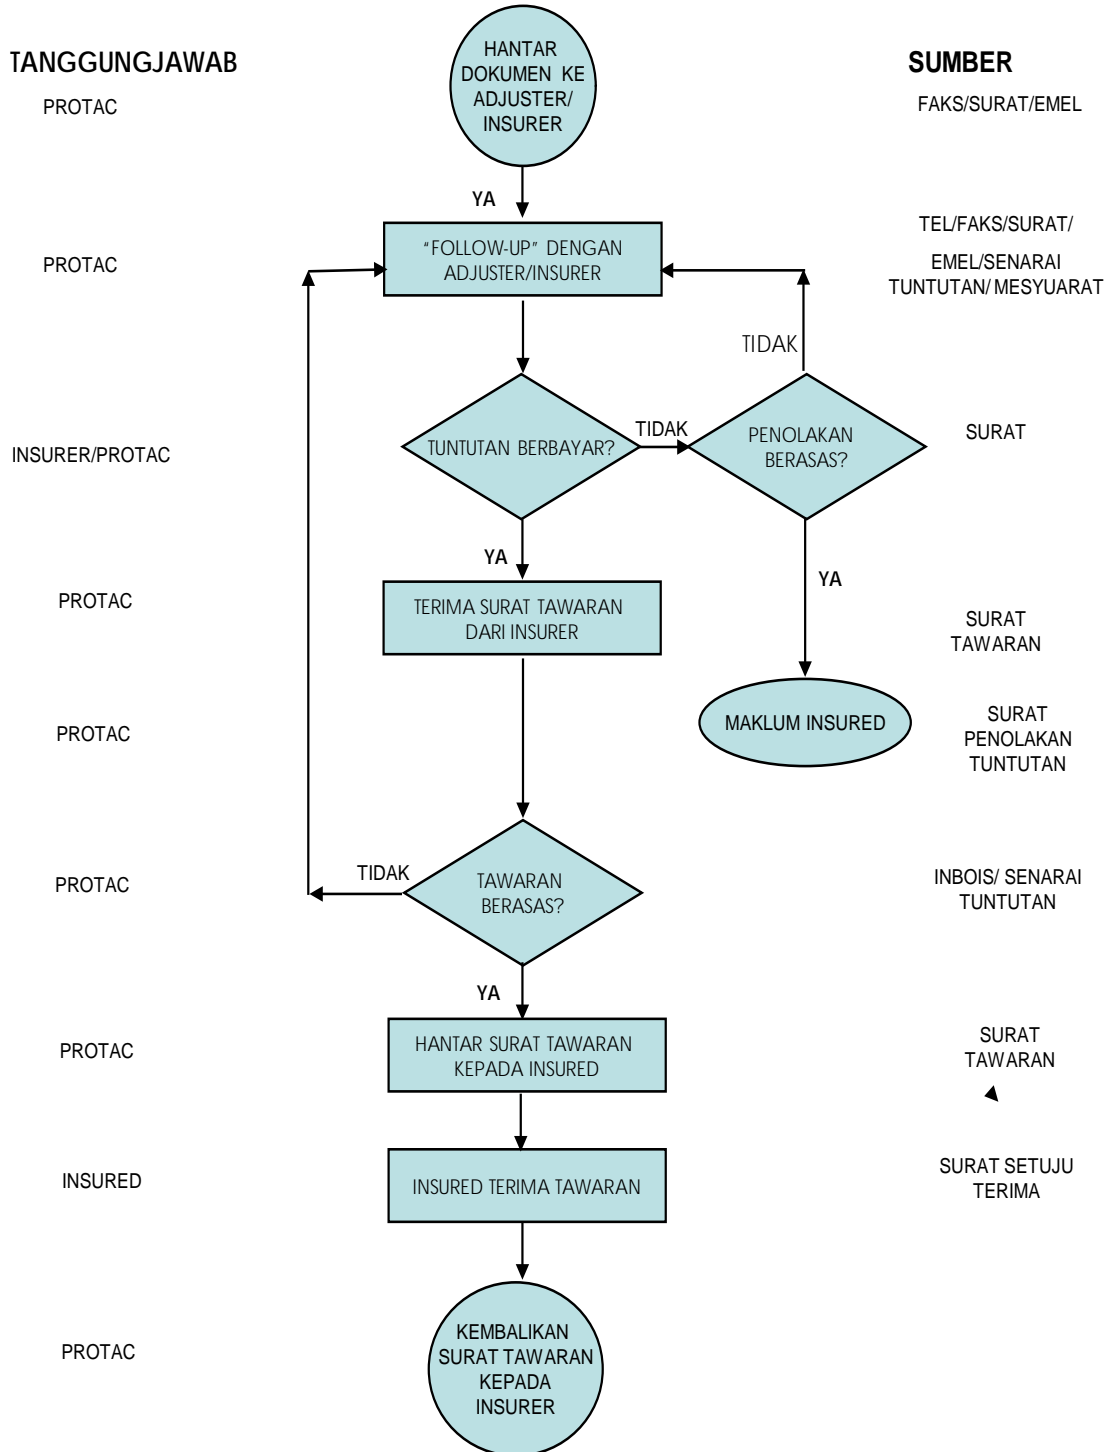 TANGGUNGJAWAB
SUMBER
HANTAR
DOKUMEN KE
ADJUSTER/
INSURER
PROTAC
FAKS/SURAT/EMEL
YA
"FOLLOW-UP" DENGAN
ADJUSTER/INSURER
PROTAC
TEL/FAKS/SURAT/
EMEL/SENARAI
TUNTUTAN/ MESYUARAT
TIDAK
INSURER/PROTAC
TUNTUTAN BERBAYAR?
TIDAK
PENOLAKAN
BERASAS?
SURAT
YA
YA
PROTAC
TERIMA SURAT TAWARAN
DARI INSURER
SURAT
TAWARAN
PROTAC
MAKLUM INSURED
SURAT
PENOLAKAN
TUNTUTAN
PROTAC
TIDAK
TAWARAN
BERASAS?
INBOIS/ SENARAI
TUNTUTAN
YA
PROTAC
HANTAR SURAT TAWARAN
KEPADA INSURED
SURAT
TAWARAN
INSURED
INSURED TERIMA TAWARAN
SURAT SETUJU
TERIMA
PROTAC
KEMBALIKAN
SURAT TAWARAN
KEPADA
INSURER